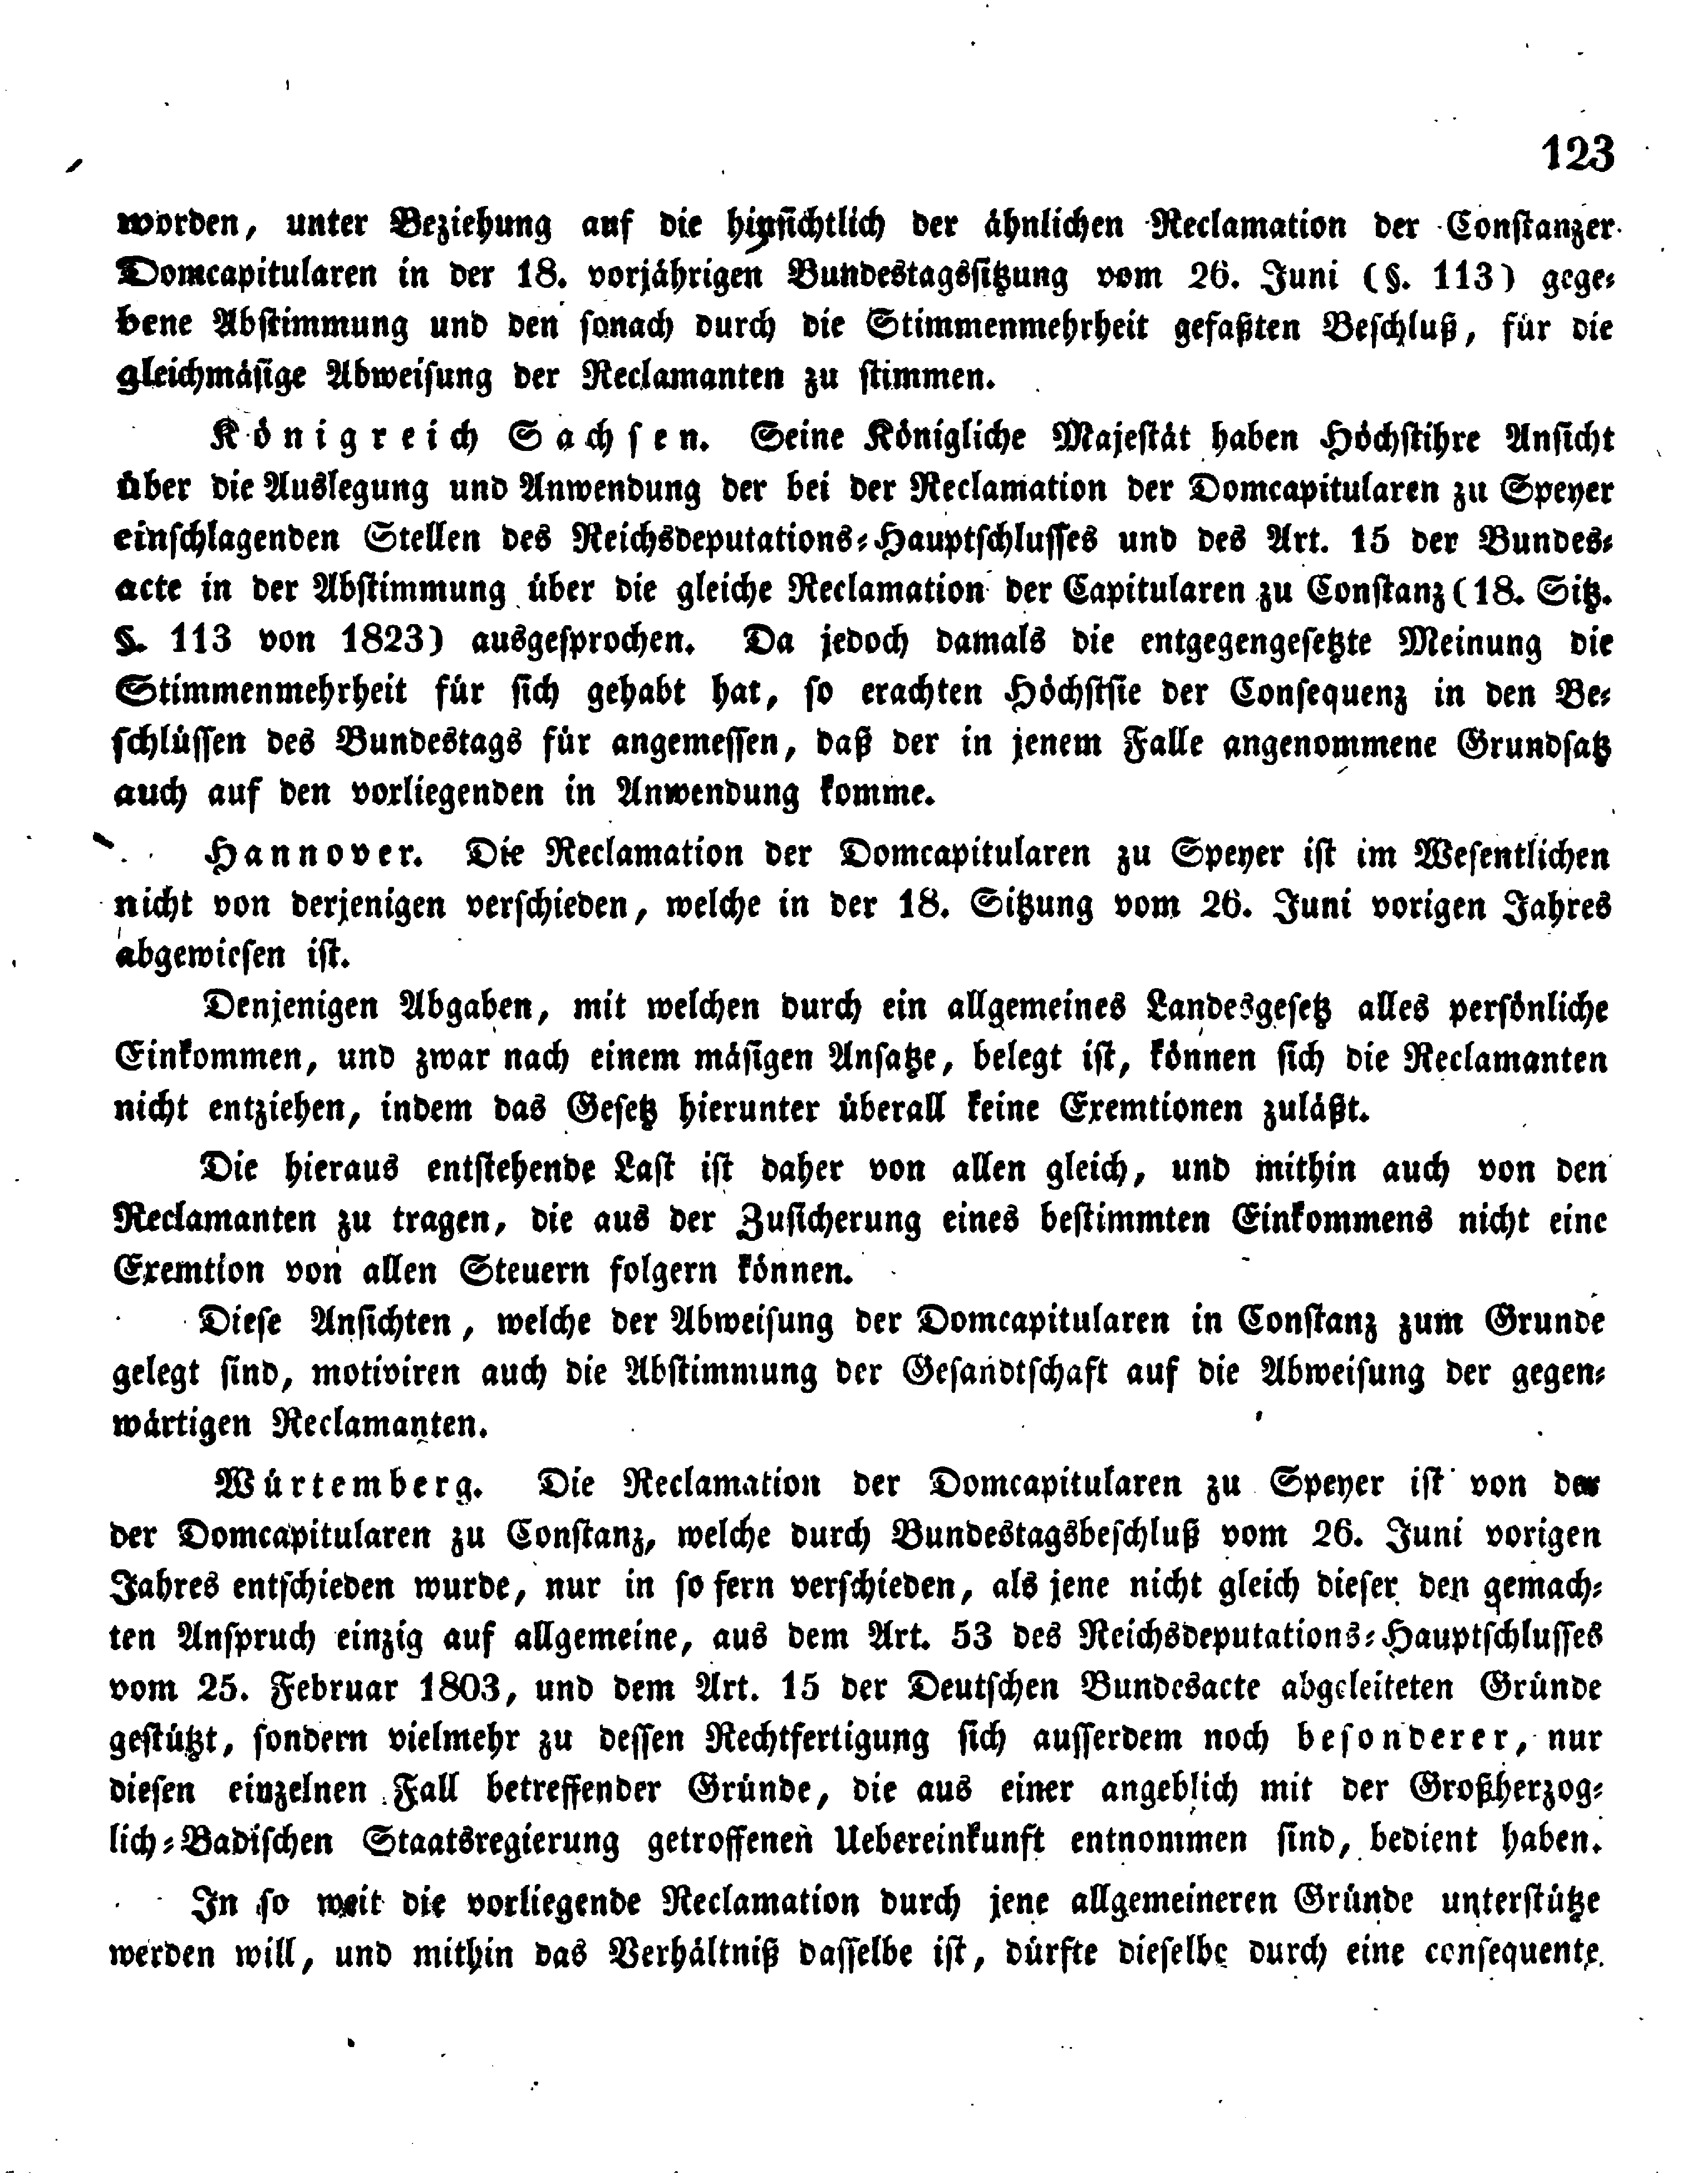 123
worden, unter Beziehung auf die hinsichtlich der ähnlichen Reclamation der Constanzer
Domcapitularen in der 18. vorjährigen Bundestagssitzung vom 26. Juni (§. 113) gege-
bene Abstimmung und den sonach durch die Stimmenmehrheit gefaßten Beschluß, für die
gleichmäsige Abweisung der Reclamanten zu stimmen.
Königreich Sachsen. Seine Königliche Majestät haben Höchstihre Ansicht
über die Auslegung und Anwendung der bei der Reclamation der Domcapitularen zu Speyer
einschlagenden Stellen des Reichsdeputations-Hauptschlusses und des Art. 15 der Bundes-
acte in der Abstimmung über die gleiche Reclamation der Capitularen zu Constanz (18. Sitz.
§. 113 von 1823) ausgesprochen. Da jedoch damals die entgegengesetzte Meinung die
Stimmenmehrheit für sich gehabt hat, so erachten Höchstsie der Consequenz in den Be-
schlüssen des Bundestags für angemessen, daß der in jenem Falle angenommene Grundsatz
auch auf den vorliegenden in Anwendung komme.
Hannover. Die Reclamation der Domcapitularen zu Speyer ist im Wesentlichen
nicht von derjenigen verschieden, welche in der 18. Sitzung vom 26. Juni vorigen Jahres
abgewiesen ist.
Denjenigen Abgaben, mit welchen durch ein allgemeines Landesgesetz alles persönliche
Einkommen, und zwar nach einem mäsigen Ansatze, belegt ist, können sich die Reclamanten
nicht entziehen, indem das Gesetz hierunter überall keine Exemtionen zuläßt.
Die hieraus entstehende Last ist daher von allen gleich, und mithin auch von den
Reclamanten zu tragen, die aus der Zusicherung eines bestimmten Einkommens nicht eine
Exemtion von allen Steuern folgern können.
Diese Ansichten, welche der Abweisung der Domcapitularen in Constanz zum Grunde
gelegt sind, motiviren auch die Abstimmung der Gesandtschaft auf die Abweisung der gegen-
wärtigen Reclamanten.
Würtemberg. Die Reclamation der Domcapitularen zu Speyer ist von der
der Domcapitularen zu Constanz, welche durch Bundestagsbeschluß vom 26. Juni vorigen
Jahres entschieden wurde, nur in so fern verschieden, als jene nicht gleich dieser den gemach-
ten Anspruch einzig auf allgemeine, aus dem Art. 53 des Reichsdeputations-Hauptschlusses
vom 25. Februar 1803, und dem Art. 15 der Deutschen Bundesacte abgeleiteten Gründe
gestützt, sondern vielmehr zu dessen Rechtfertigung sich ausserdem noch besonderer, nur
diesen einzelnen Fall betreffender Gründe, die aus einer angeblich mit der Großherzog-
lich-Badischen Staatsregierung getroffenen Uebereinkunft entnommen sind, bedient haben.
In so weit die vorliegende Reclamation durch jene allgemeineren Gründe unterstütze
werden will, und mithin das Verhältniß dasselbe ist, dürfte dieselbe durch eine consequente